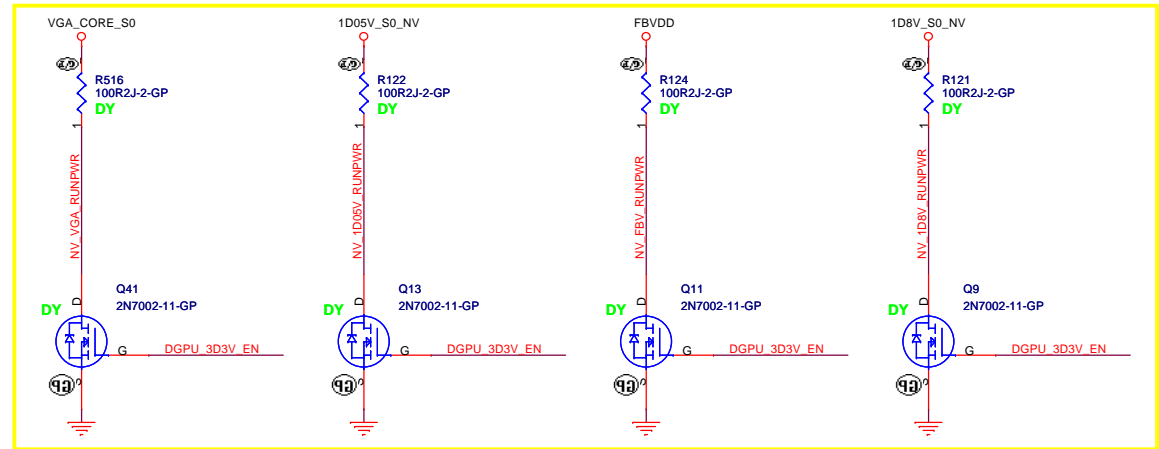 VGA_CORE_S0
R516
100R2J-2-GP
DY
1
NV_VGA_RUNPWR
D
Q41
2N7002-11-GP
DY
G
DGPU_3D3V_EN
S
GP
1D05V_S0_NV
R122
100R2J-2-GP
DY
1
NV_1D05V_RUNPWR
D
Q13
2N7002-11-GP
DY
G
DGPU_3D3V_EN
S
GP
FBVDD
R124
100R2J-2-GP
DY
1
NV_FBV_RUNPWR
D
Q11
2N7002-11-GP
DY
G
DGPU_3D3V_EN
S
GP
1D8V_S0_NV
R121
100R2J-2-GP
DY
1
NV_1D8V_RUNPWR
D
Q9
2N7002-11-GP
DY
G
DGPU_3D3V_EN
S
GP